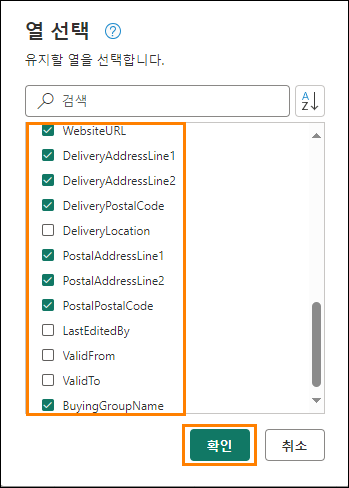 열 선택
유지할 열을 선택합니다.
검색
A
Z
WebsiteURL
DeliveryAddressLine1
DeliveryAddressLine2
DeliveryPostalCode
DeliveryLocation
PostalAddressLine1
PostalAddressLine2
PostalPostalCode
LastEditedBy
ValidFrom
ValidTo
BuyingGroupName
확인 취소